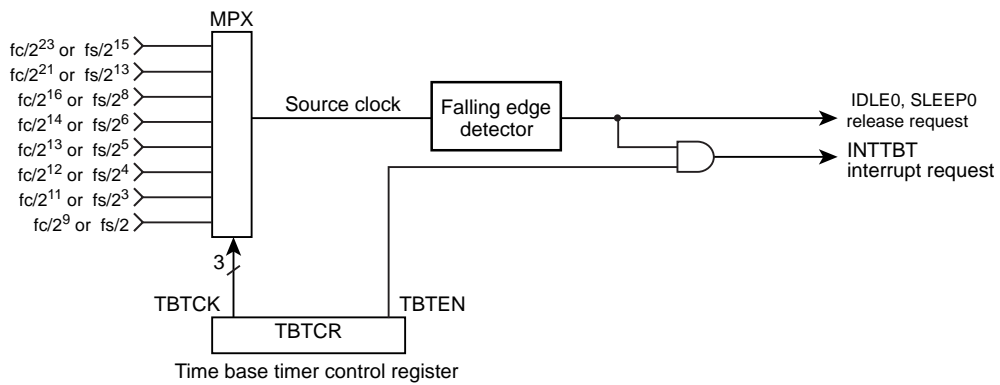 MPX
fc/2^23 or fs/2^15
fc/2^21 or fs/2^13
fc/2^16 or fs/2^8
fc/2^14 or fs/2^6
fc/2^13 or fs/2^5
fc/2^12 or fs/2^4
fc/2^11 or fs/2^3
fc/2^9 or fs/2
Source clock
Falling edge
detector
IDLE0, SLEEP0
release request
INTTBT
interrupt request
3
TBTCK
TBTEN
TBTCR
Time base timer control register